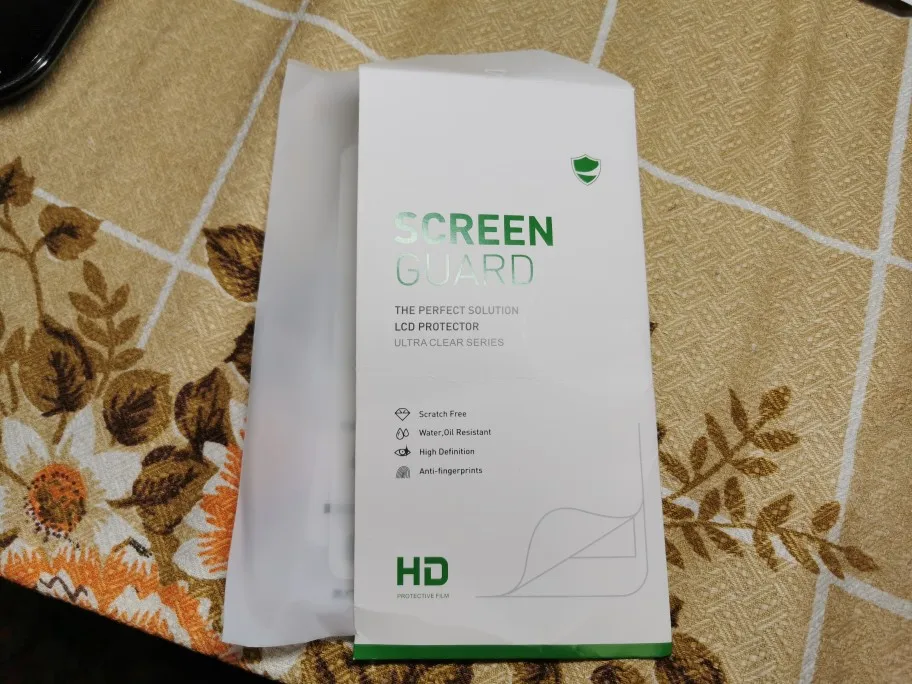 SCREEN
GUARD
THE PERFECT SOLUTION
LCD PROTECTOR
ULTRA CLEAR SERIES
Scratch Free
Water,Oil Resistant
High Definition
Anti-fingerprints
HD
PROTECTIVE FILM